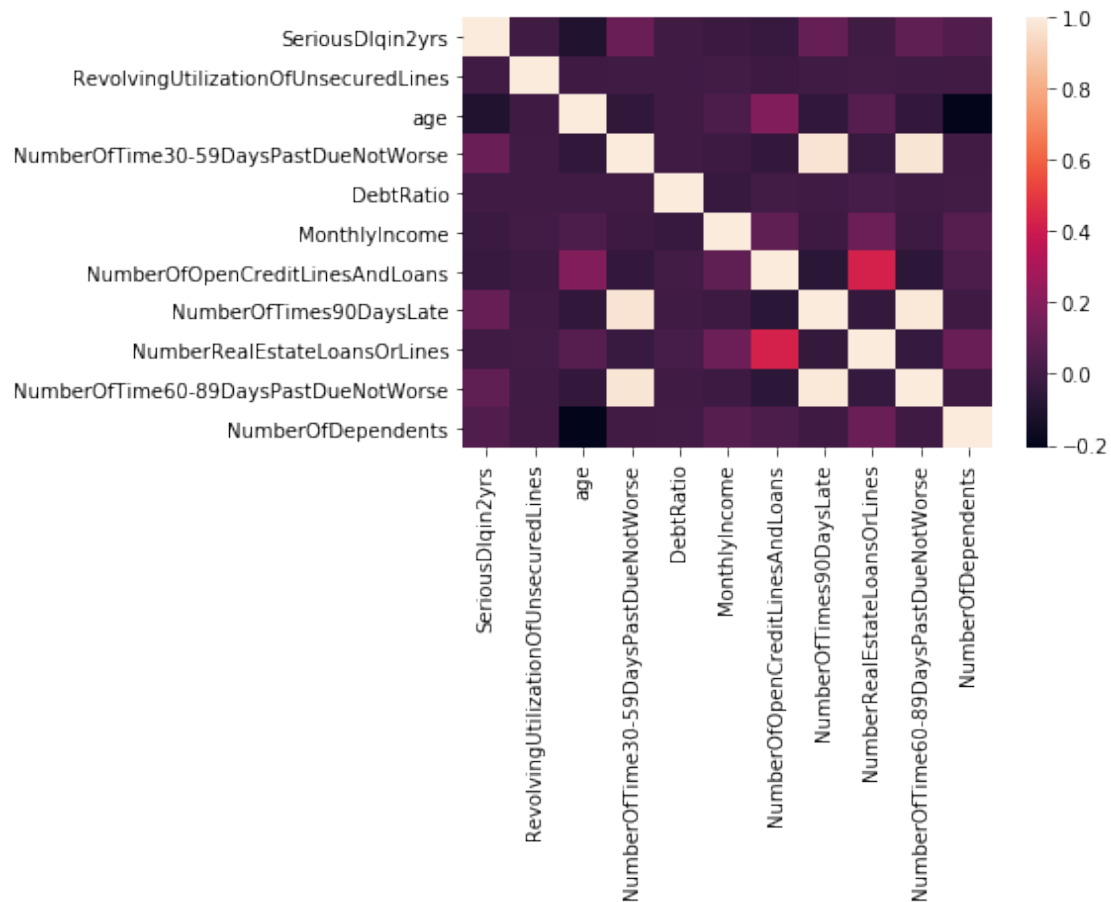 SeriousDlqin2yrs
RevolvingUtilizationOfUnsecuredLines
age
NumberOfTime30-59DaysPastDueNotWorse
DebtRatio
MonthlyIncome
NumberOfOpenCreditLinesAndLoans
NumberOfTimes90DaysLate
NumberRealEstateLoansOrLines
NumberOfTime60-89DaysPastDueNotWorse
NumberOfDependents
SeriousDlqin2yrs
RevolvingUtilizationOfUnsecuredLines
age
NumberOfTime30-59DaysPastDueNotWorse
DebtRatio
MonthlyIncome
NumberOfOpenCreditLinesAndLoans
NumberOfTimes90DaysLate
NumberRealEstateLoansOrLines
NumberOfTime60-89DaysPastDueNotWorse
NumberOfDependents
1.0
0.8
0.6
0.4
0.2
0.0
−0.2